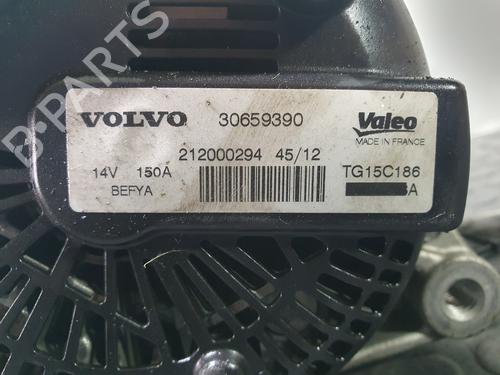 B-PARTS
VOLVO 30659390 Valeo
MADE IN FRANCE
212000294 45/12
14V 150A TG15C186
BEFYA A